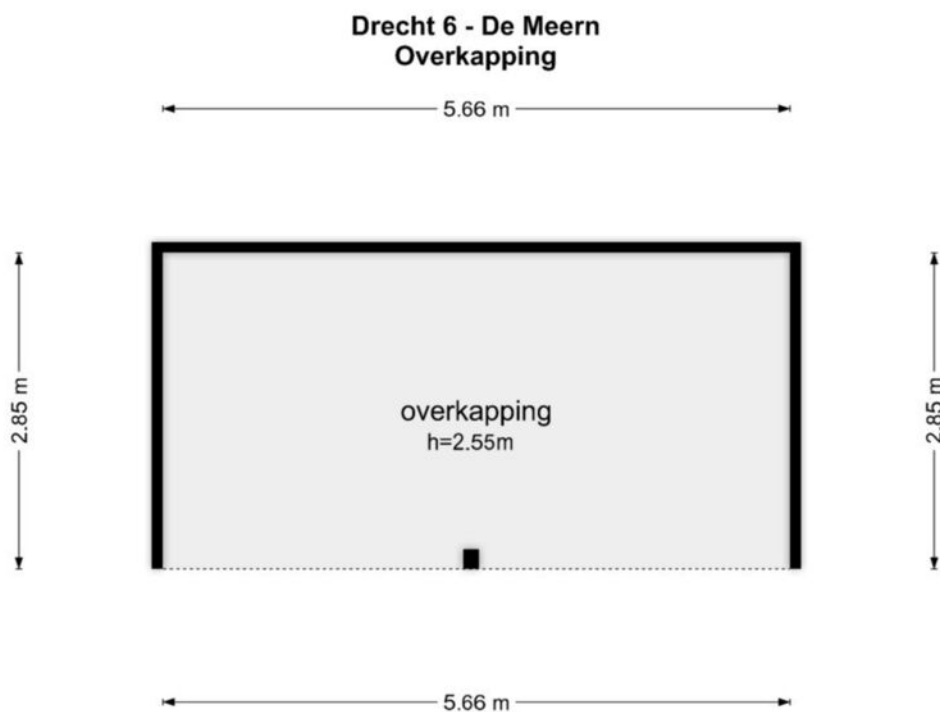 Drecht 6 - De Meern
Overkapping
5.66 m
2.85 m
2.85 m
overkapping
h=2.55m
5.66 m